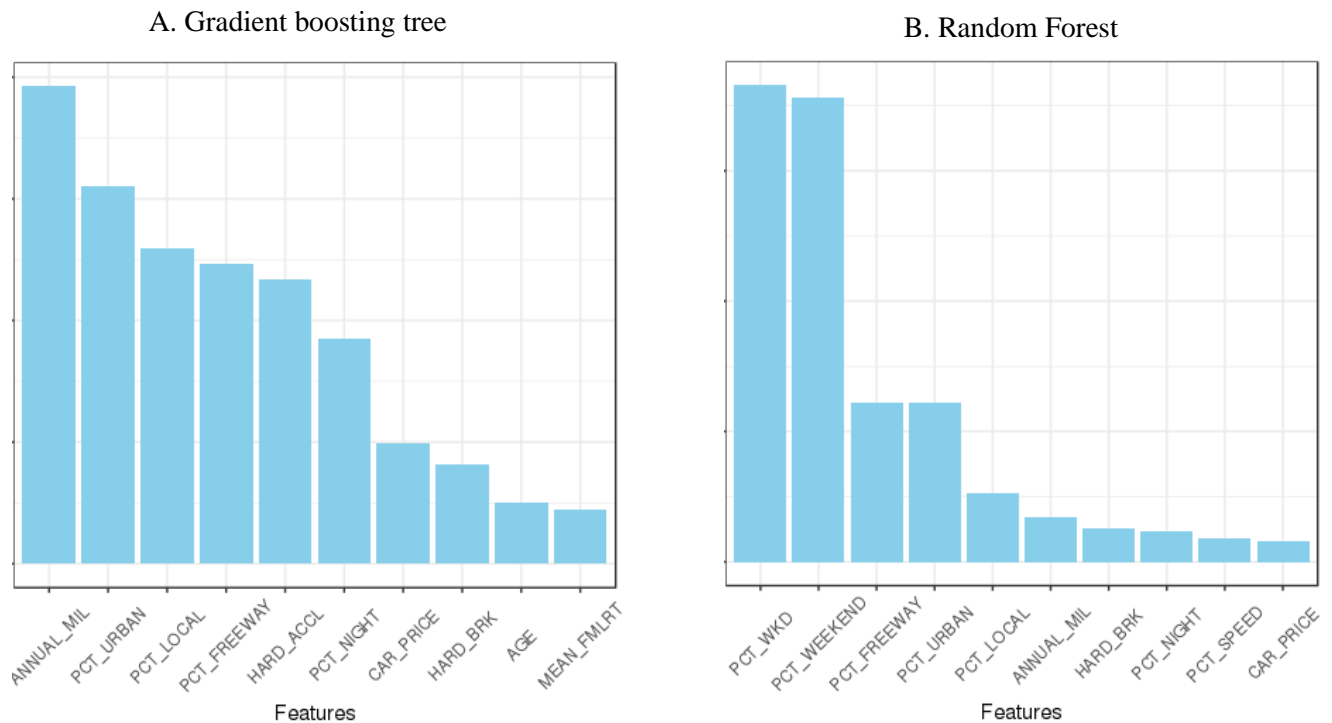 A. Gradient boosting tree
ANNUAL_MIL
PCT_URBAN
PCT_LOCAL
PCT_FREEWAY
HARD_ACCL
PCT_NIGHT
CAR_PRICE
HARD_BRK
AGE
MEAN_FMLRT
Features
B. Random Forest
PCT_WKD
PCT_WEEKEND
PCT_FREEWAY
PCT_URBAN
PCT_LOCAL
ANNUAL_MIL
HARD_BRK
PCT_NIGHT
PCT_SPEED
CAR_PRICE
Features